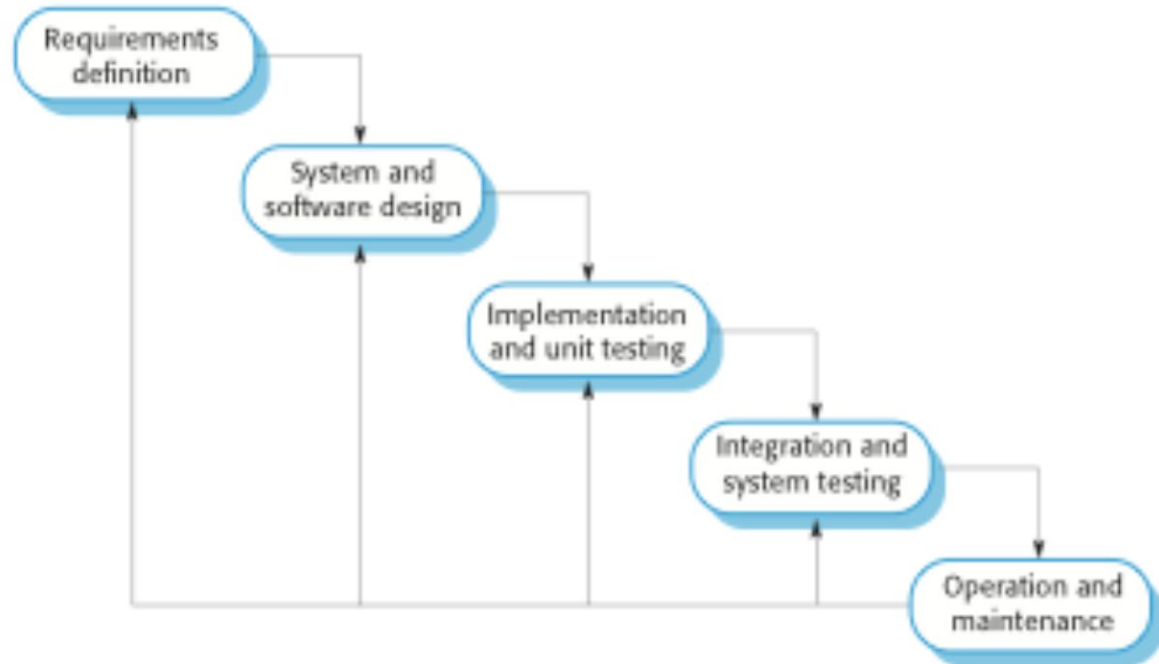 Requirements
definition
System and
software design
Implementation
and unit testing
Integration and
system testing
Operation and
maintenance